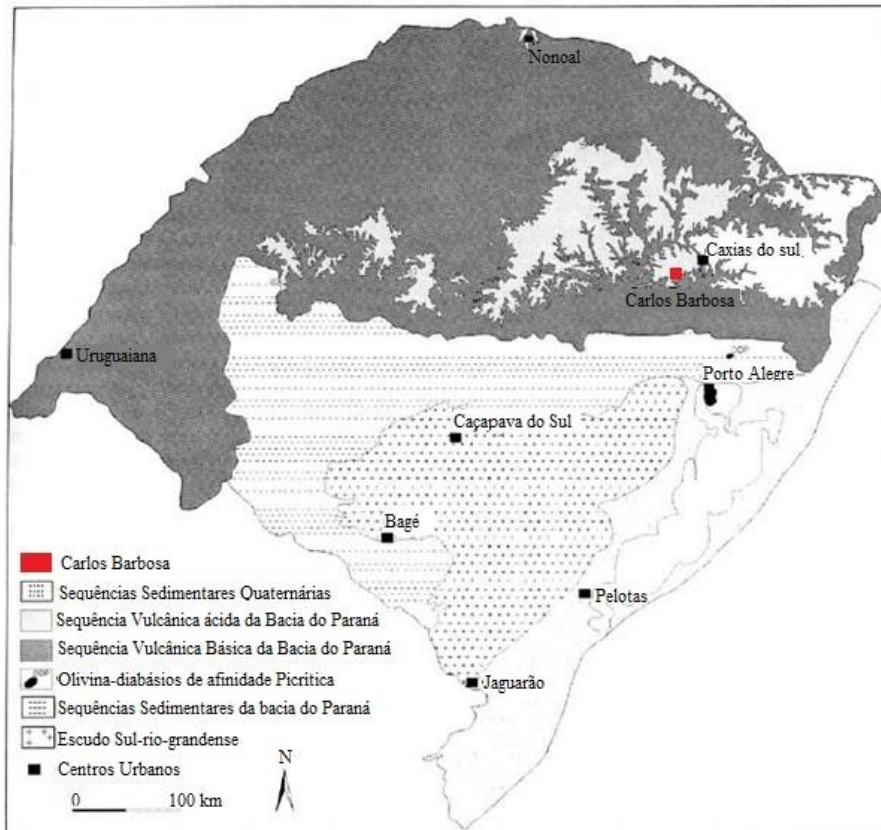 Nonoal
Caxias do sul
Carlos Barbosa
Uruguaiana
Porto Alegre
Caçapava do Sul
Bagé
Pelotas
Jaguarão
Carlos Barbosa
Sequências Sedimentares Quaternárias
Sequência Vulcânica ácida da Bacia do Paraná
Sequência Vulcânica Básica da Bacia do Paraná
Olivina-diabásios de afinidade Picritica
Sequências Sedimentares da bacia do Paraná
Escudo Sul-rio-grandense
Centros Urbanos
N
0 100 km